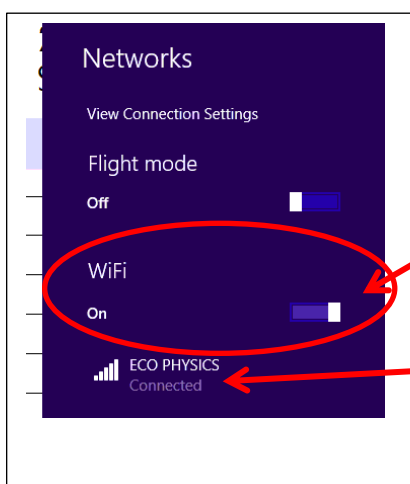 Networks
View Connection Settings
Flight mode
Off
WiFi
On
ECO PHYSICS
Connected